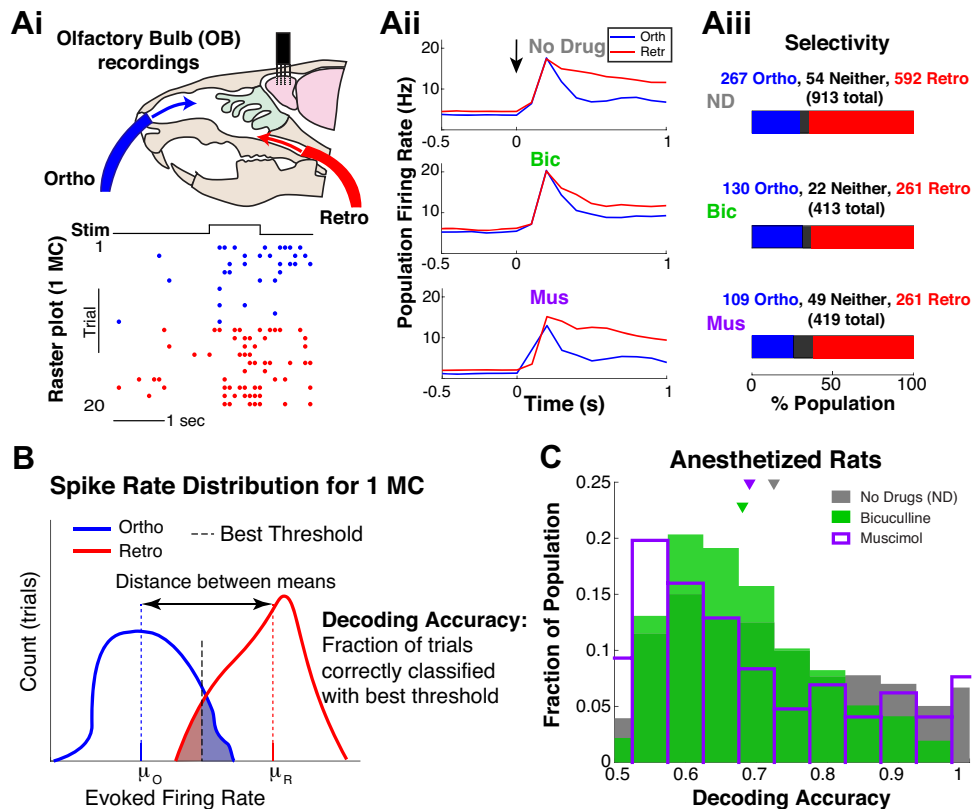 Ai
Olfactory Bulb (OB)
recordings
Ortho
Retro
Stim
Raster plot (1 MC)
Trial
1
20
1 sec
Aii
No Drug
Orth
Retr
20
10
-0.5
0
1
Bic
20
10
-0.5
0
1
Mus
20
10
-0.5
0
1
Population Firing Rate (Hz)
Time (s)
Aiii
Selectivity
267 Ortho, 54 Neither, 592 Retro
ND
(913 total)
130 Ortho, 22 Neither, 261 Retro
Bic
(413 total)
109 Ortho, 49 Neither, 261 Retro
Mus
(419 total)
0
50
100
% Population
B
Spike Rate Distribution for 1 MC
Ortho
Retro
Best Threshold
Distance between means
Decoding Accuracy:
Fraction of trials
correctly classified
with best threshold
Count (trials)
μO
μR
Evoked Firing Rate
C
Anesthetized Rats
No Drugs (ND)
Bicuculline
Muscimol
Fraction of Population
0.25
0.2
0.15
0.1
0.05
0
0.5
0.6
0.7
0.8
0.9
1
Decoding Accuracy